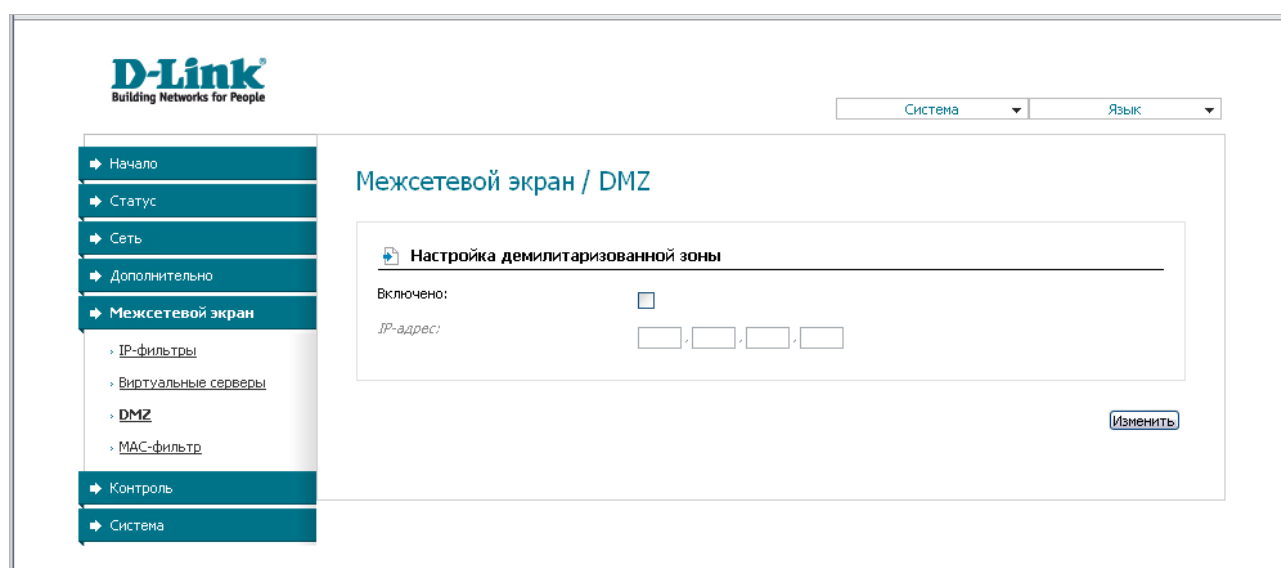 D-Link
Building Networks for People
Система
Язык
Начало
Статус
Сеть
Дополнительно
Межсетевой экран
IP-фильтры
Виртуальные серверы
DMZ
MAC-фильтр
Контроль
Система
Межсетевой экран / DMZ
Настройка демилитаризованной зоны
Включено:
IP-адрес:
Изменить